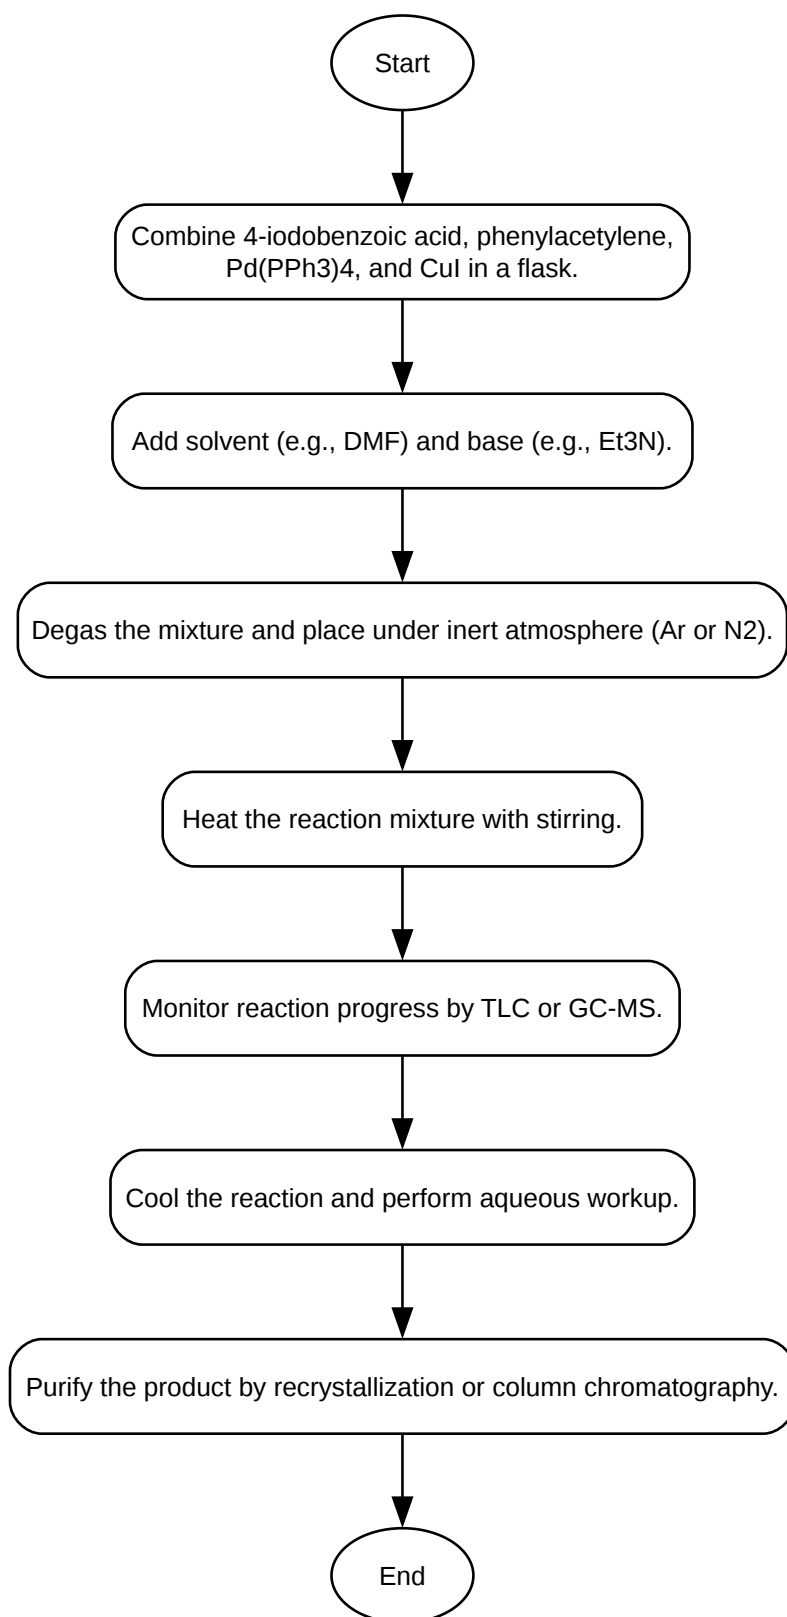 Start
Combine 4-iodobenzoic acid, phenylacetylene,
Pd(PPh3)4, and CuI in a flask.
Add solvent (e.g., DMF) and base (e.g., Et3N).
Degas the mixture and place under inert atmosphere (Ar or N2).
Heat the reaction mixture with stirring.
Monitor reaction progress by TLC or GC-MS.
Cool the reaction and perform aqueous workup.
Purify the product by recrystallization or column chromatography.
End